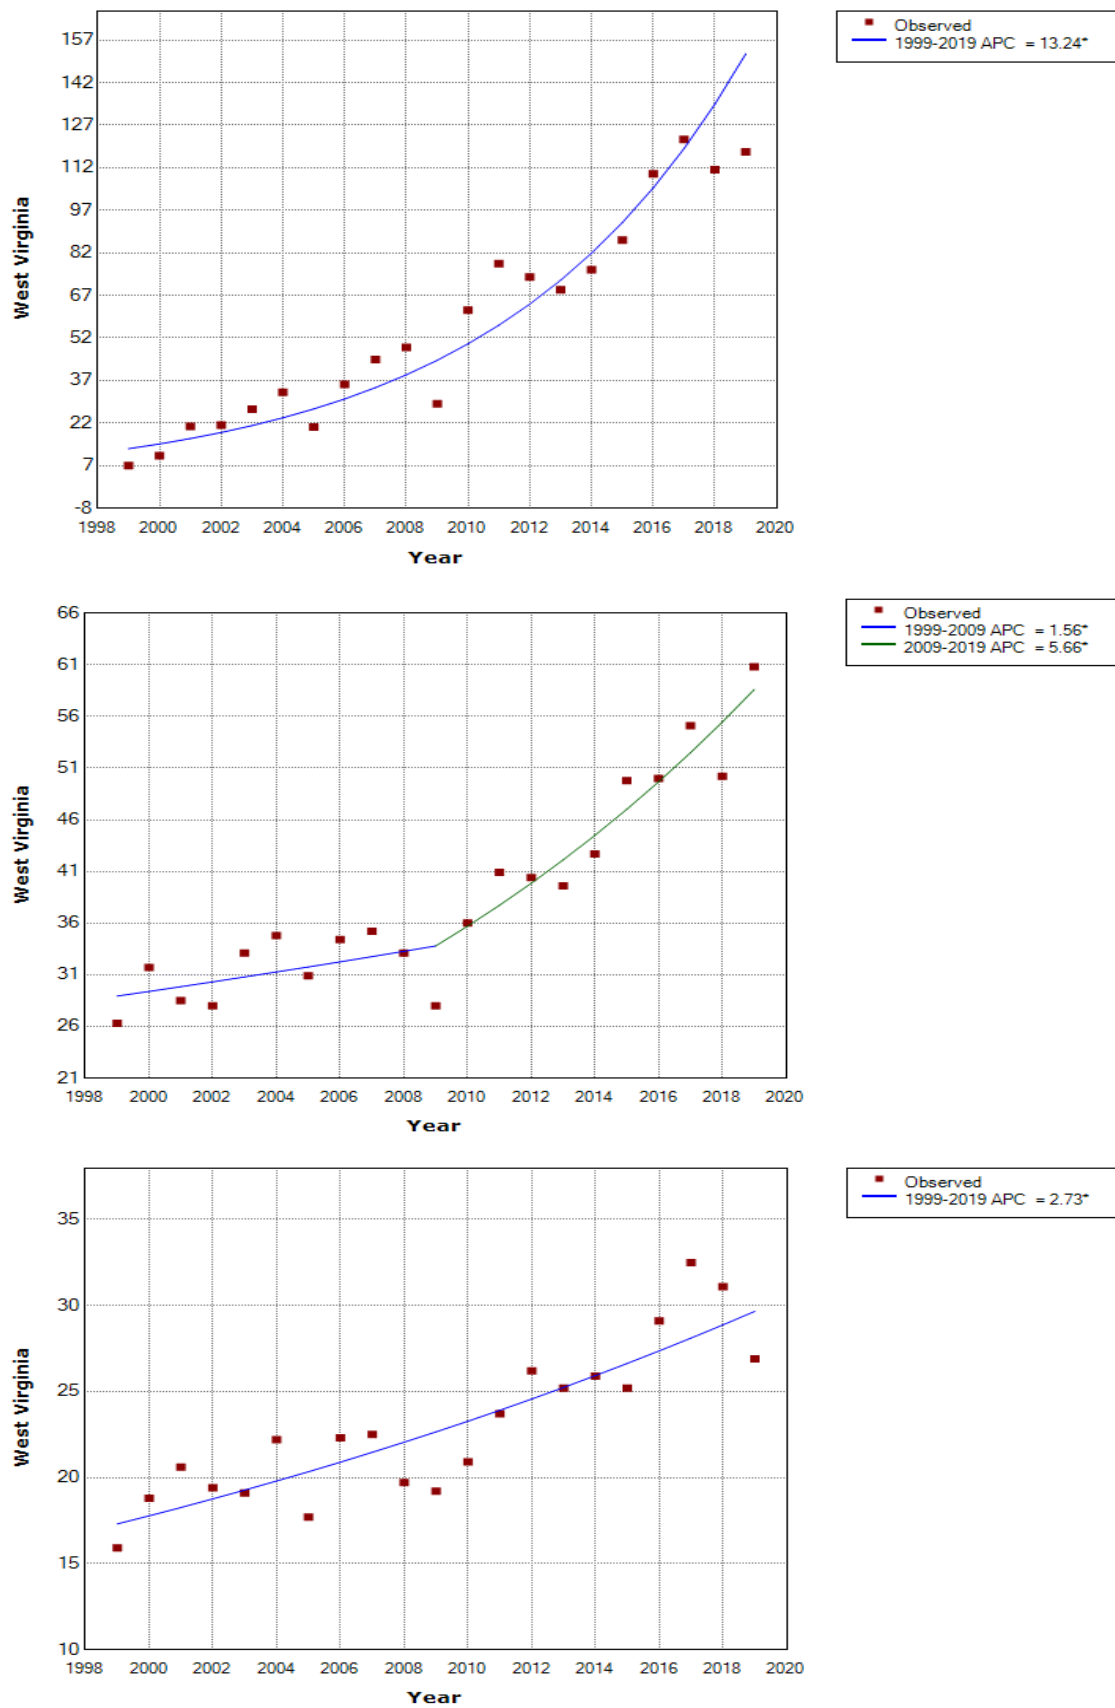 157
142
127
112
97
82
67
52
37
22
7
-8
West Virginia
1998 2000 2002 2004 2006 2008 2010 2012 2014 2016 2018 2020
Year
Observed
1999-2019 APC = 13.24*
66
61
56
51
46
41
36
31
26
21
West Virginia
1998 2000 2002 2004 2006 2008 2010 2012 2014 2016 2018 2020
Year
Observed
1999-2009 APC = 1.56*
2009-2019 APC = 5.66*
35
30
25
20
15
10
West Virginia
1998 2000 2002 2004 2006 2008 2010 2012 2014 2016 2018 2020
Year
Observed
1999-2019 APC = 2.73*